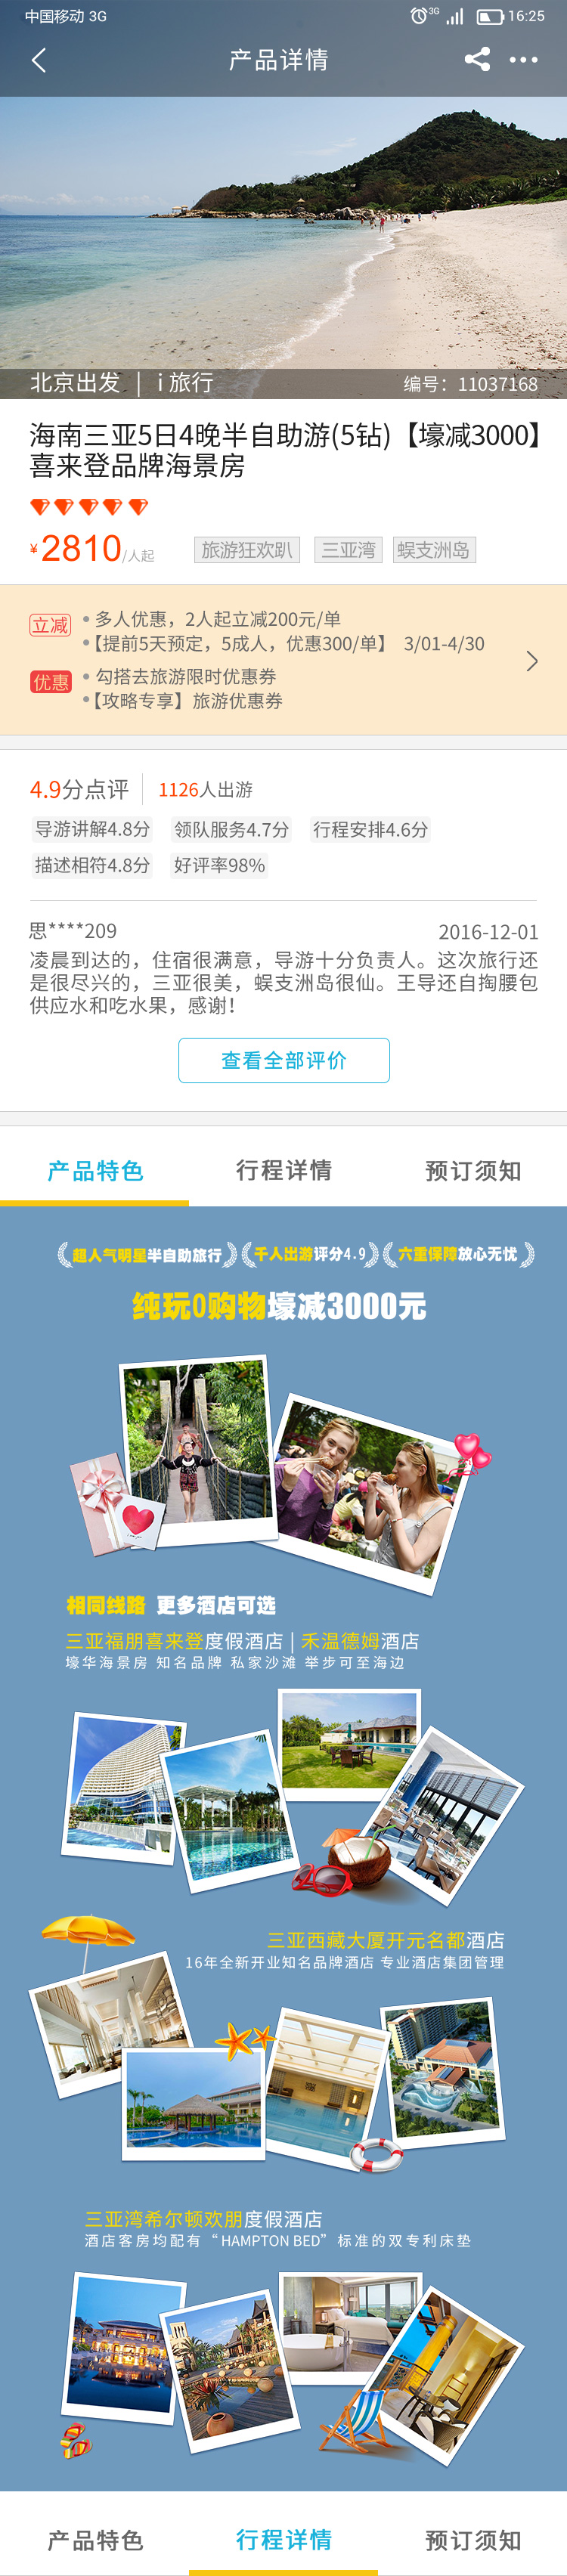 中国移动 3G
3G
16:25
产品详情
北京出发 | i 旅行
编号：11037168
海南三亚5日4晚半自助游(5钻)【壕减3000】
喜来登品牌海景房
¥2810/人起
旅游狂欢趴
三亚湾
蜈支洲岛
立减
多人优惠，2人起立减200元/单
【提前5天预定，5成人，优惠300/单】 3/01-4/30
优惠
勾搭去旅游限时优惠券
【攻略专享】旅游优惠券
4.9分点评
1126人出游
导游讲解4.8分
领队服务4.7分
行程安排4.6分
描述相符4.8分
好评率98%
思****209
2016-12-01
凌晨到达的，住宿很满意，导游十分负责人。这次旅行还
是很尽兴的，三亚很美，蜈支洲岛很仙。王导还自掏腰包
供应水和吃水果，感谢！
查看全部评价
产品特色
行程详情
预订须知
超人气明星半自助旅行
千人出游评分4.9
六重保障放心无忧
纯玩0购物壕减3000元
相同线路 更多酒店可选
三亚福朋喜来登度假酒店 | 禾温德姆酒店
壕华海景房 知名品牌 私家沙滩 举步可至海边
三亚西藏大厦开元名都酒店
16年全新开业知名品牌酒店 专业酒店集团管理
三亚湾希尔顿欢朋度假酒店
酒店客房均配有“HAMPTON BED”标准的双专利床垫
产品特色
行程详情
预订须知